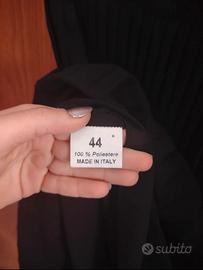 44
100 % Poliestere
MADE IN ITALY
subito